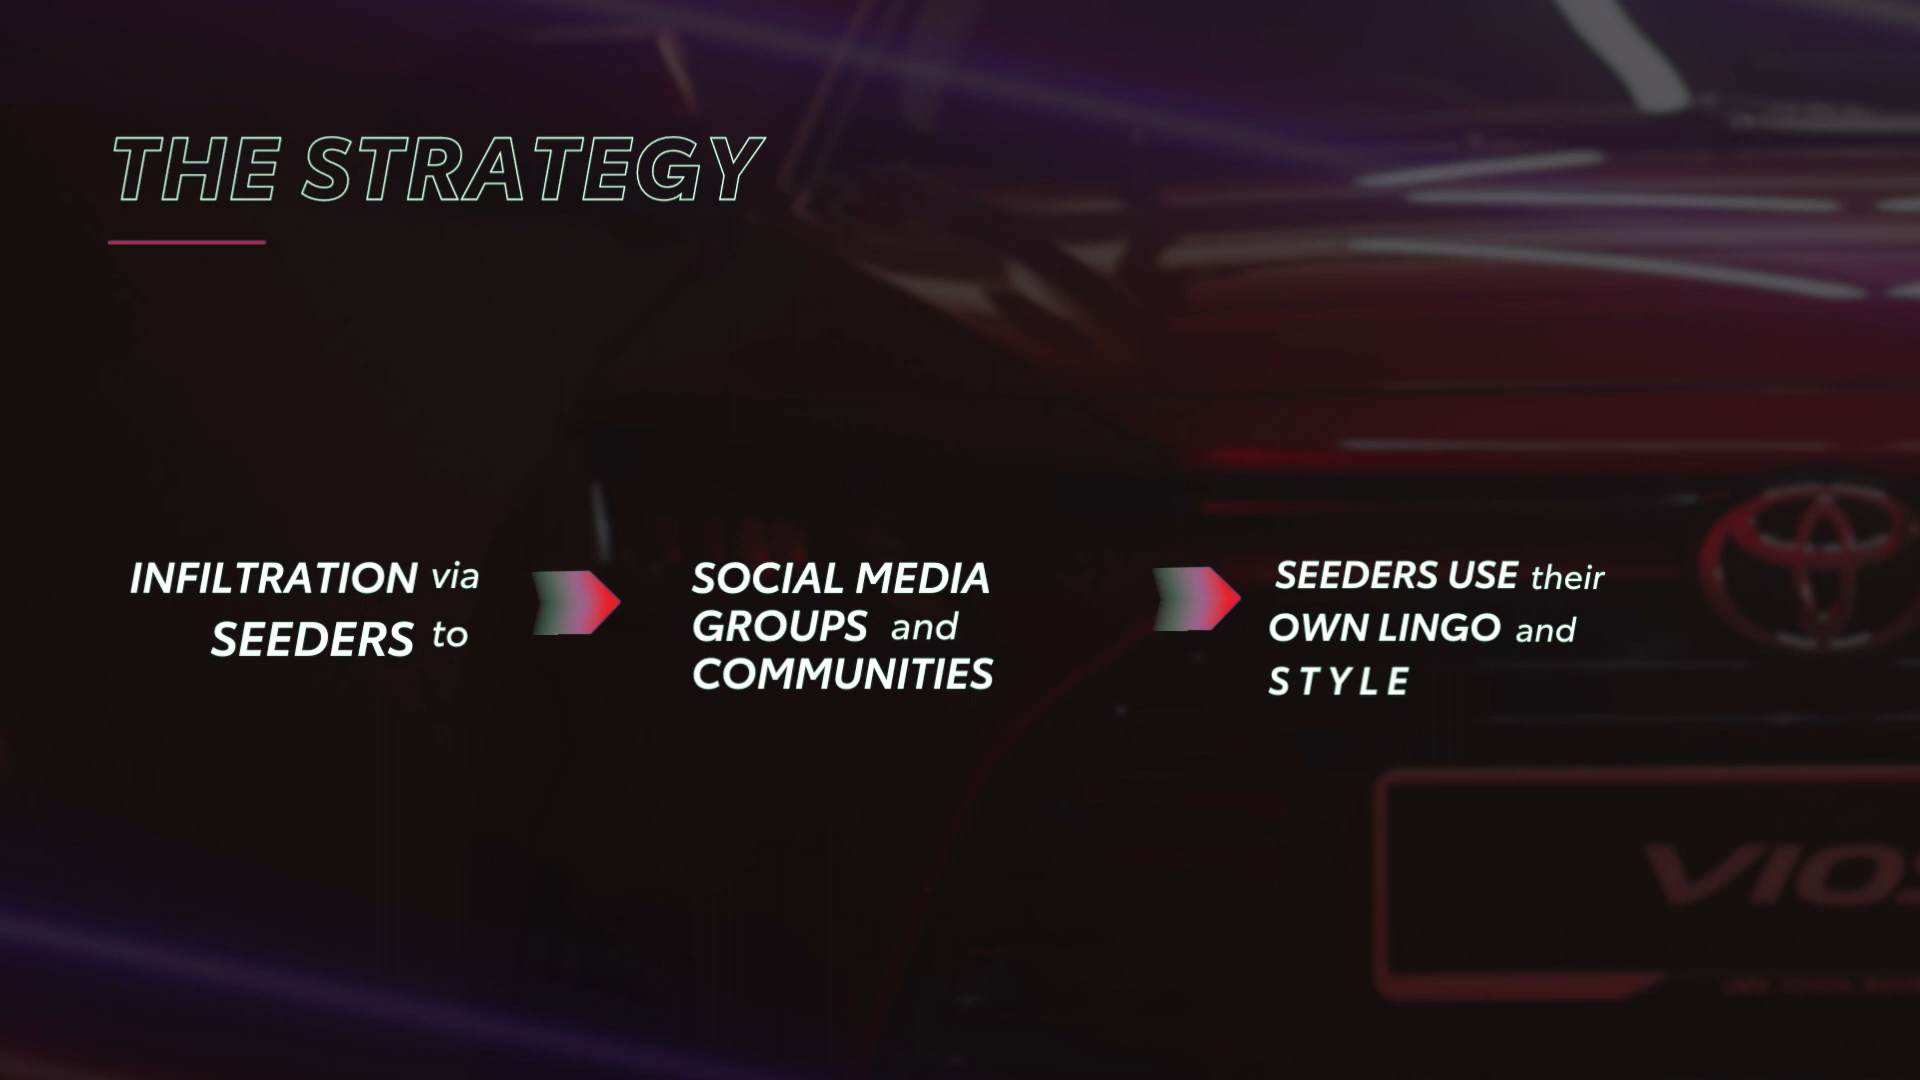 THE STRATEGY
INFILTRATION via
SEEDERS to
SOCIAL MEDIA
GROUPS and
COMMUNITIES
SEEDERS USE their
OWN LINGO and
STYLE
VIOS